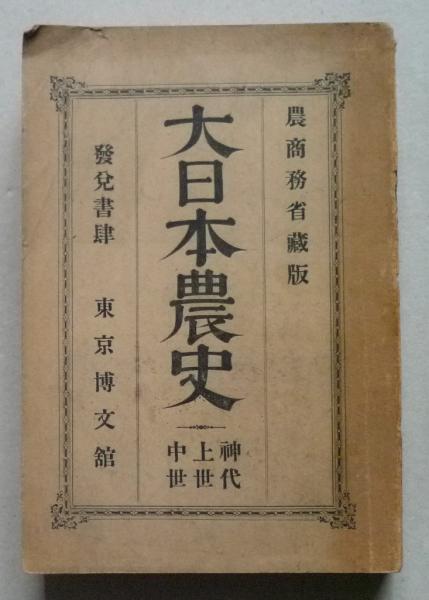 農商務省藏版
大日本農史
神代
上世
中世
發兌書肆 東京博文舘